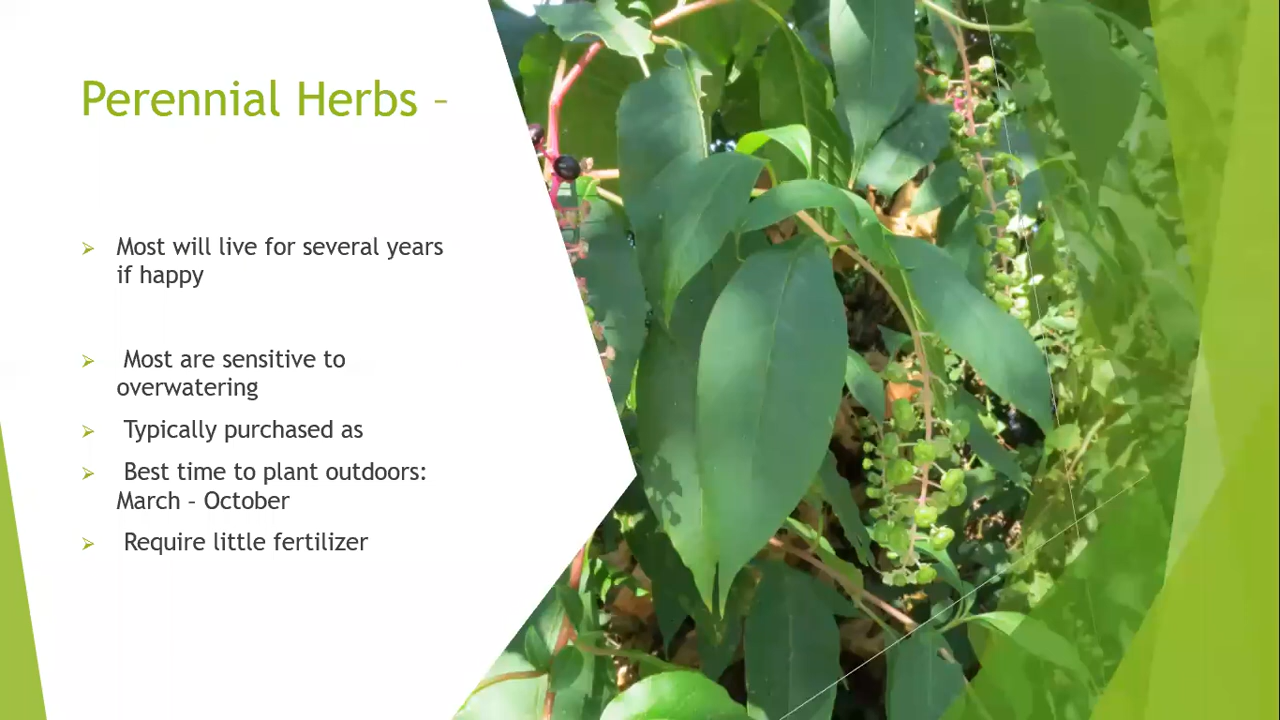 Perennial Herbs –
Most will live for several years
if happy
Most are sensitive to
overwatering
Typically purchased as
Best time to plant outdoors:
March – October
Require little fertilizer